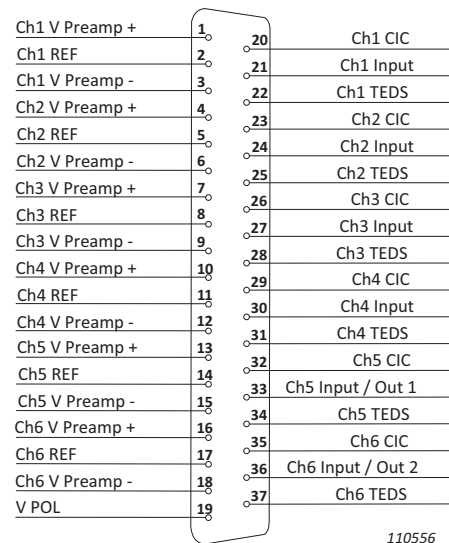 Ch1 V Preamp + 1
20 Ch1 CIC
Ch1 REF 2
21 Ch1 Input
Ch1 V Preamp - 3
22 Ch1 TEDS
Ch2 V Preamp + 4
23 Ch2 CIC
Ch2 REF 5
24 Ch2 Input
Ch2 V Preamp - 6
25 Ch2 TEDS
Ch3 V Preamp + 7
26 Ch3 CIC
Ch3 REF 8
27 Ch3 Input
Ch3 V Preamp - 9
28 Ch3 TEDS
Ch4 V Preamp + 10
29 Ch4 CIC
Ch4 REF 11
30 Ch4 Input
Ch4 V Preamp - 12
31 Ch4 TEDS
Ch5 V Preamp + 13
32 Ch5 CIC
Ch5 REF 14
33 Ch5 Input / Out 1
Ch5 V Preamp - 15
34 Ch5 TEDS
Ch6 V Preamp + 16
35 Ch6 CIC
Ch6 REF 17
36 Ch6 Input / Out 2
Ch6 V Preamp - 18
37 Ch6 TEDS
V POL 19
110556